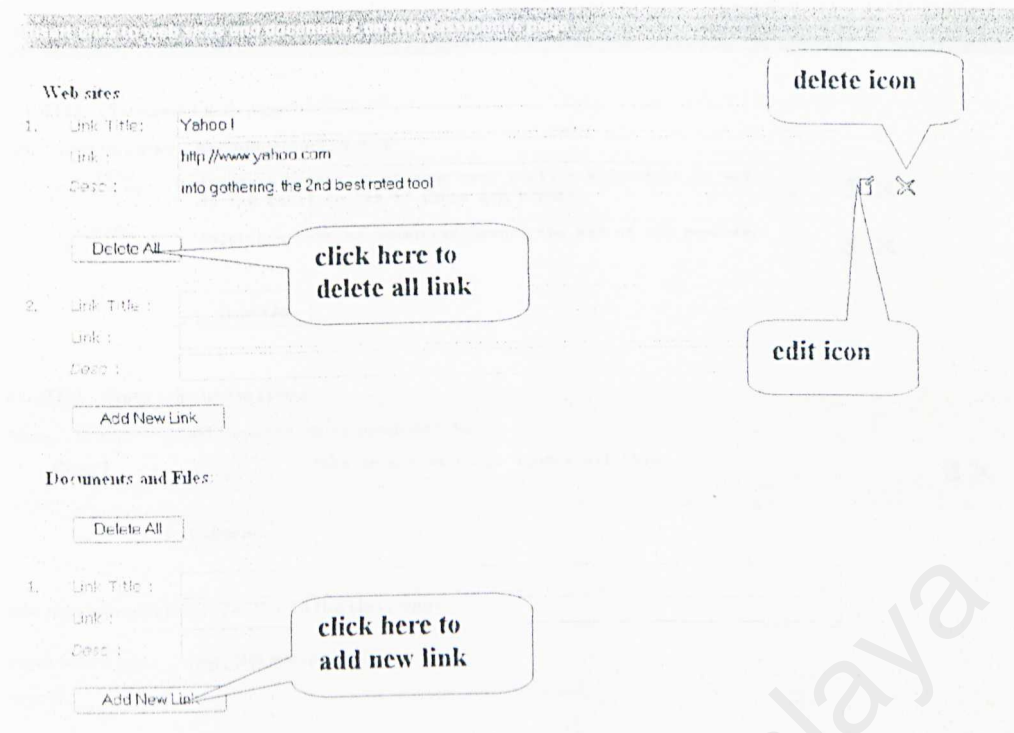 delete icon
Web sites
1. Link Title: Yahoo!
Link : http://www.yahoo.com
Desc : info gothering, the 2nd best rated tool
Delete All
click here to
delete all link
2. Link Title :
Link :
Desc :
edit icon
Add New Link
Documents and Files:
Delete All
1. Link Title :
Link :
Desc :
click here to
add new link
Add New Link
laya